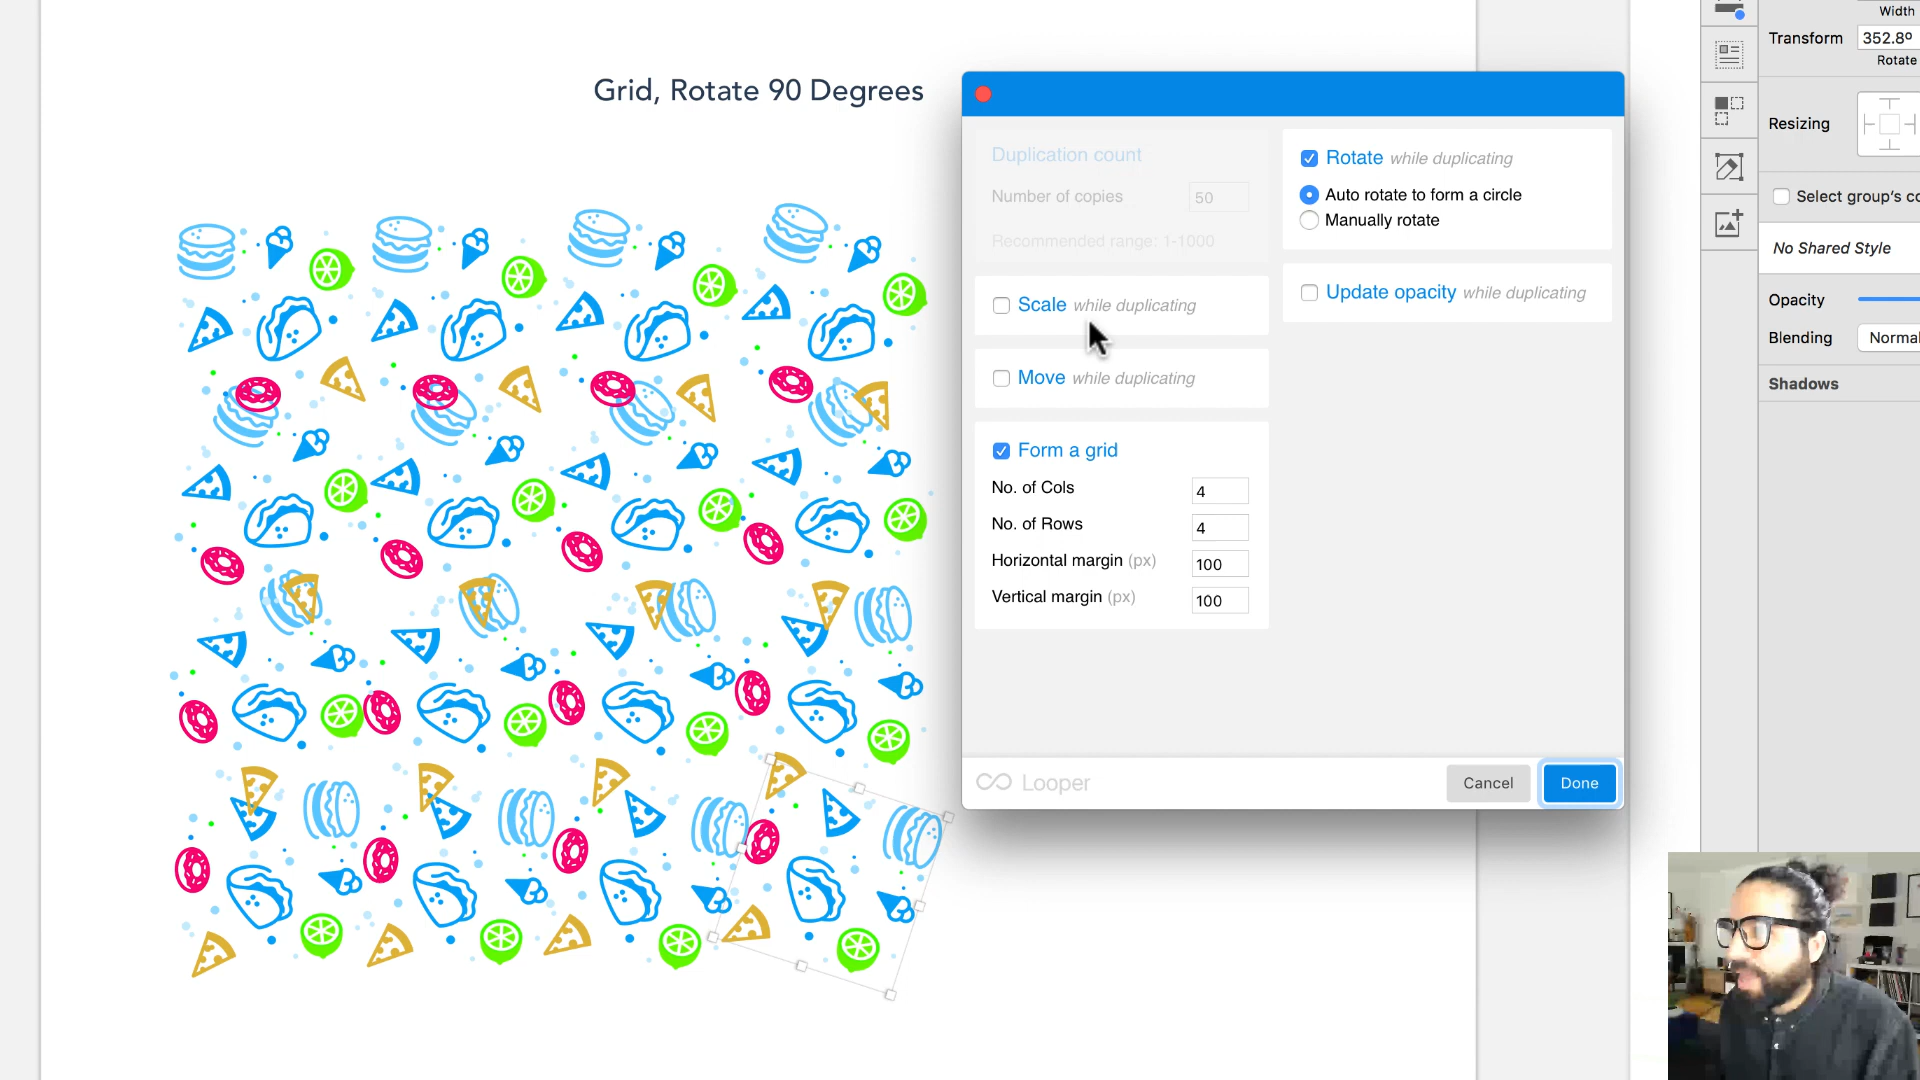 Grid, Rotate 90 Degrees
Duplication count
Number of copies 50
Recommended range: 1-1000
Scale while duplicating
Move while duplicating
Form a grid
No. of Cols 4
No. of Rows 4
Horizontal margin (px) 100
Vertical margin (px) 100
Rotate while duplicating
Auto rotate to form a circle
Manually rotate
Update opacity while duplicating
Looper
Cancel
Done
Width
Transform 352.8º
Rotate
Resizing
Select group's co
No Shared Style
Opacity
Blending Normal
Shadows